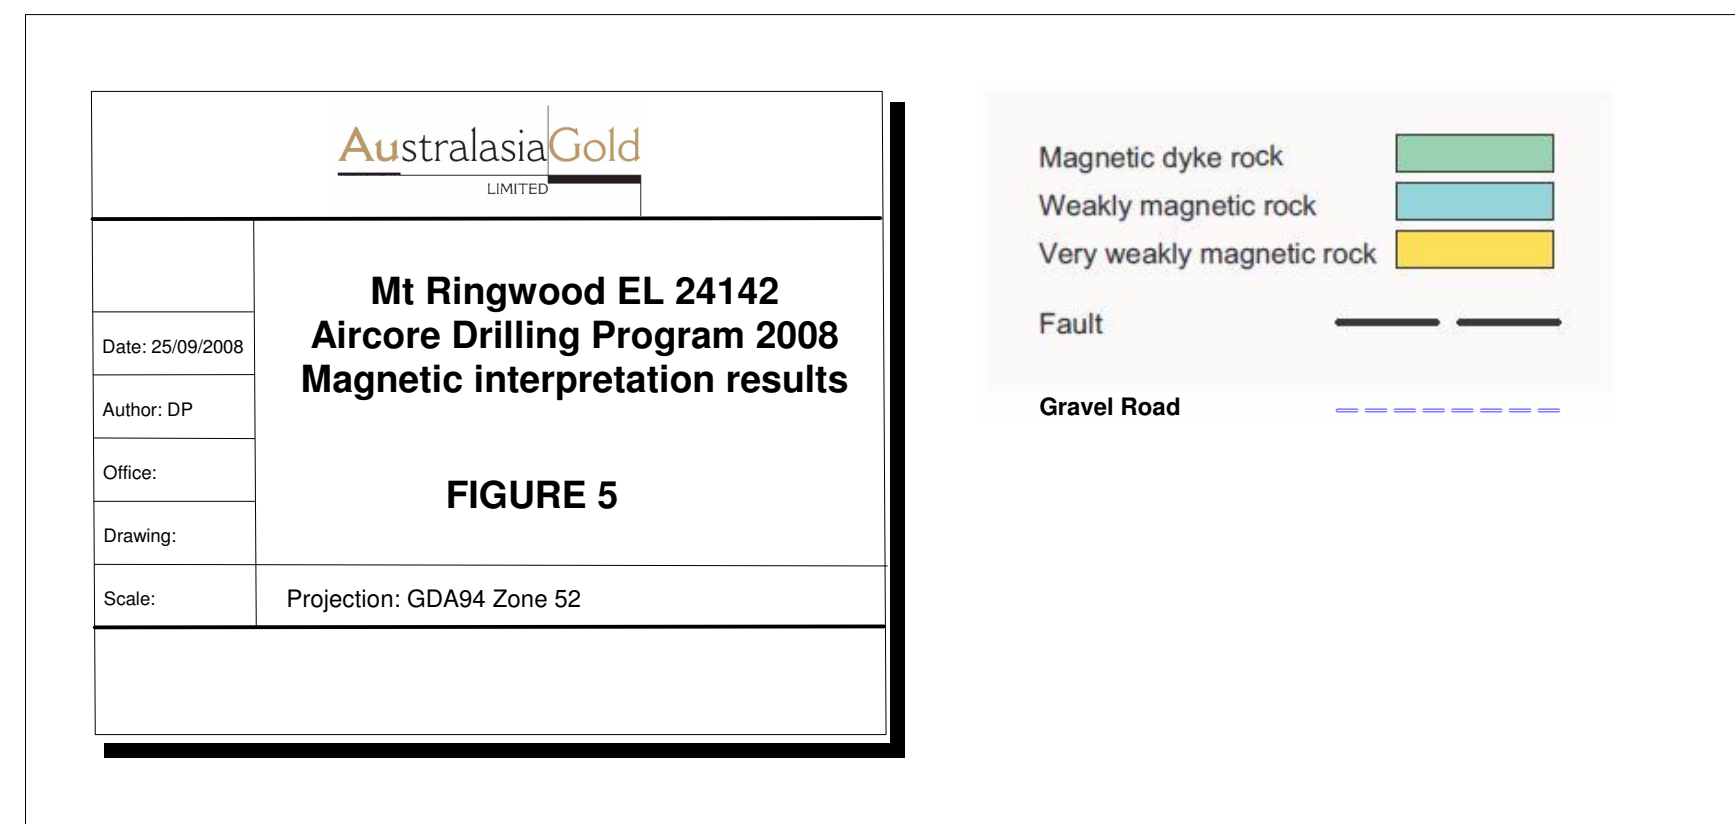 AustralasiaGold
LIMITED
Mt Ringwood EL 24142
Aircore Drilling Program 2008
Magnetic interpretation results
FIGURE 5
Date: 25/09/2008
Author: DP
Office:
Drawing:
Scale:
Projection: GDA94 Zone 52
Magnetic dyke rock
Weakly magnetic rock
Very weakly magnetic rock
Fault
Gravel Road